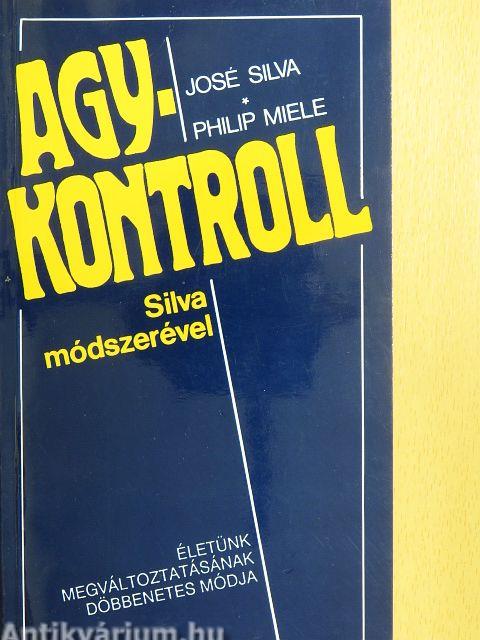 AGY-
KONTROLL
JOSÉ SILVA
*
PHILIP MIELE
Silva
módszerével
ÉLETÜNK
MEGVÁLTOZTATÁSÁNAK
DÖBBENETES MÓDJA
Antikvárium.hu